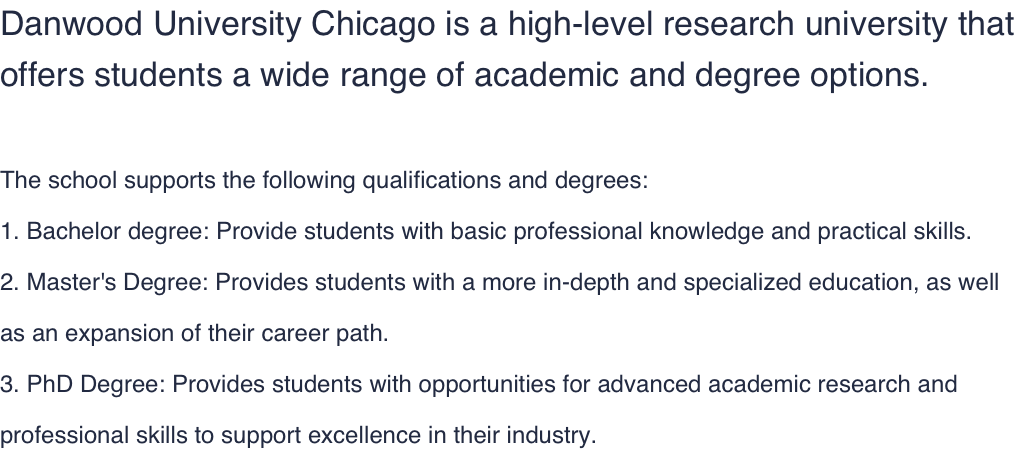 Danwood University Chicago is a high-level research university that
offers students a wide range of academic and degree options.
The school supports the following qualifications and degrees:
1. Bachelor degree: Provide students with basic professional knowledge and practical skills.
2. Master's Degree: Provides students with a more in-depth and specialized education, as well
as an expansion of their career path.
3. PhD Degree: Provides students with opportunities for advanced academic research and
professional skills to support excellence in their industry.